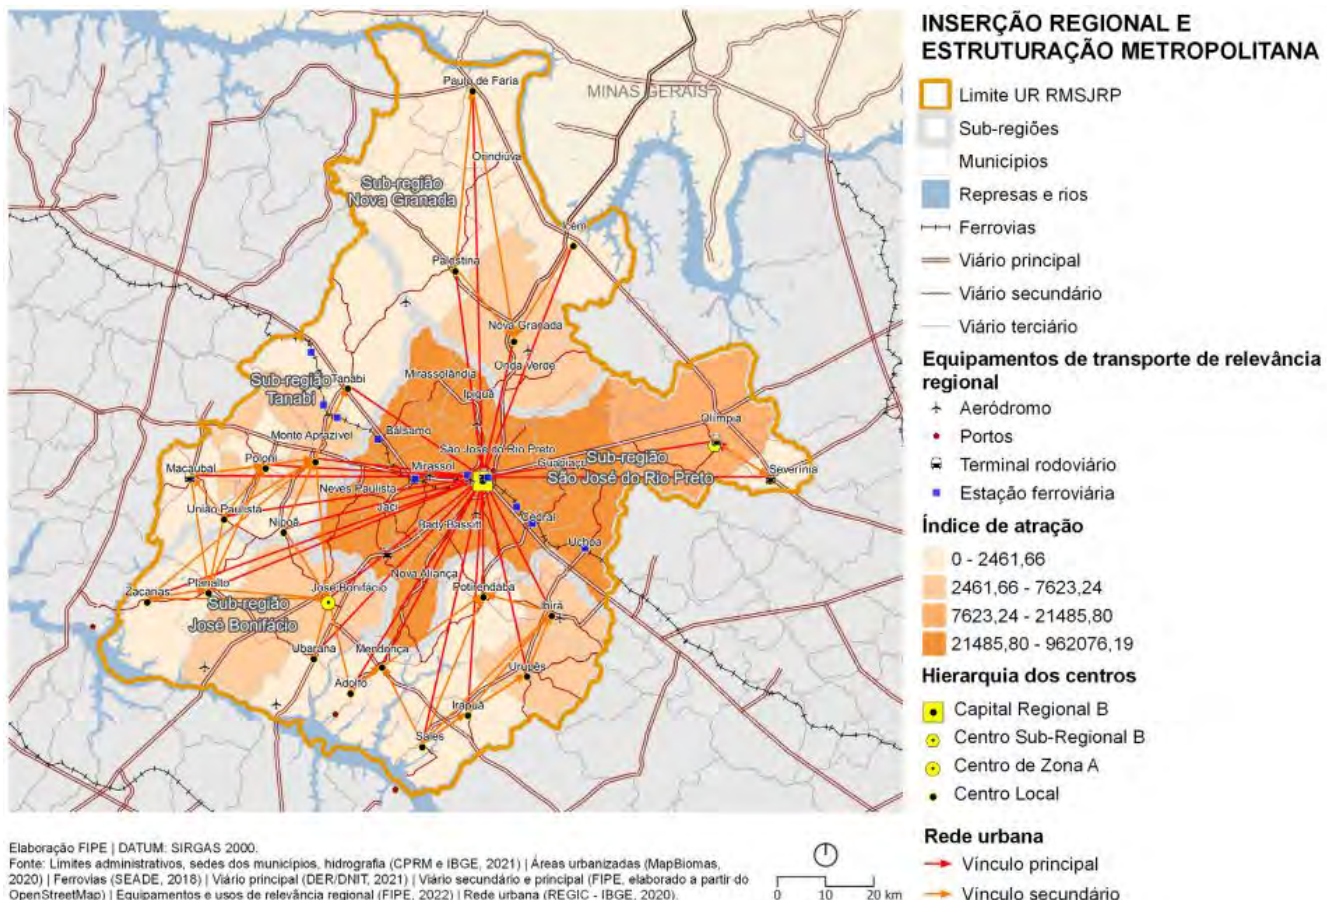 INSERÇÃO REGIONAL E
ESTRUTURAÇÃO METROPOLITANA
Limite UR RMSJRP
Sub-regiões
Municípios
Represas e rios
Ferrovias
Viário principal
Viário secundário
Viário terciário
Equipamentos de transporte de relevância
regional
Aeródromo
Portos
Terminal rodoviário
Estação ferroviária
Índice de atração
0 - 2461,66
2461,66 - 7623,24
7623,24 - 21485,80
21485,80 - 962076,19
Hierarquia dos centros
Capital Regional B
Centro Sub-Regional B
Centro de Zona A
Centro Local
Rede urbana
Vínculo principal
Vínculo secundário
Paulo de Faria
MINAS GERAIS
Orindiúva
Sub-região
Nova Granada
Icém
Palestina
Nova Granada
Onda Verde
Mirassolândia
Ipiguá
Sub-região
Tanabi
Tanabi
Bálsamo
Monte Aprazível
Olímpia
São José do Rio Preto
Guapiaçu
Sub-região
São José do Rio Preto
Severínia
Macaubal
Poloni
Mirassol
Neves Paulista
Jaci
União Paulista
Nipoã
Bady Bassitt
Cedral
Uchoa
Nova Aliança
Potirendaba
Planalto
José Bonifácio
Zacarias
Sub-região
José Bonifácio
Ibirá
Ubarana
Mendonça
Adolfo
Urupês
Irapuã
Sales
Elaboração FIPE | DATUM: SIRGAS 2000.
Fonte: Limites administrativos, sedes dos municípios, hidrografia (CPRM e IBGE, 2021) | Áreas urbanizadas (MapBiomas,
2020) | Ferrovias (SEADE, 2018) | Viário principal (DER/DNIT, 2021) | Viário secundário e principal (FIPE, elaborado a partir do
OpenStreetMap) | Equipamentos e usos de relevância regional (FIPE, 2022) | Rede urbana (REGIC - IBGE, 2020).
0 10 20 km